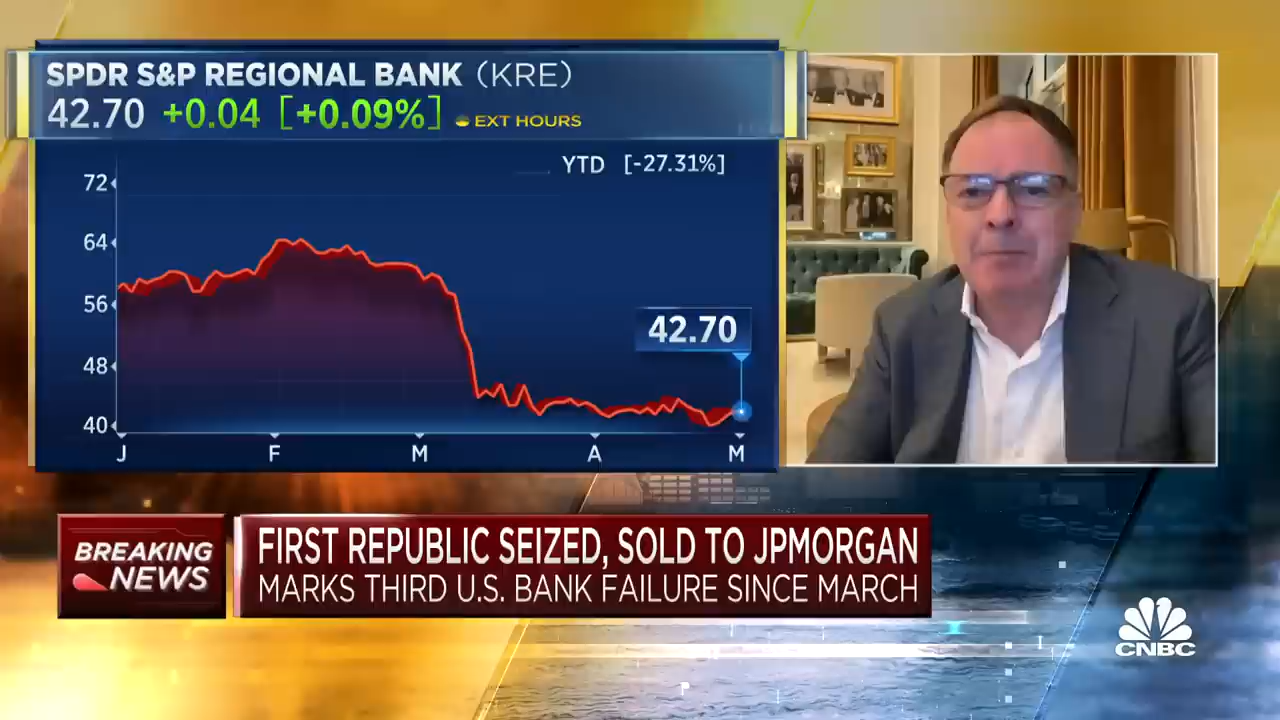 SPDR S&P REGIONAL BANK (KRE)
42.70 +0.04 [+0.09%] EXT HOURS
YTD [-27.31%]
72
64
56
48
40
42.70
J F M A M
BREAKING
NEWS
FIRST REPUBLIC SEIZED, SOLD TO JPMORGAN
MARKS THIRD U.S. BANK FAILURE SINCE MARCH
CNBC